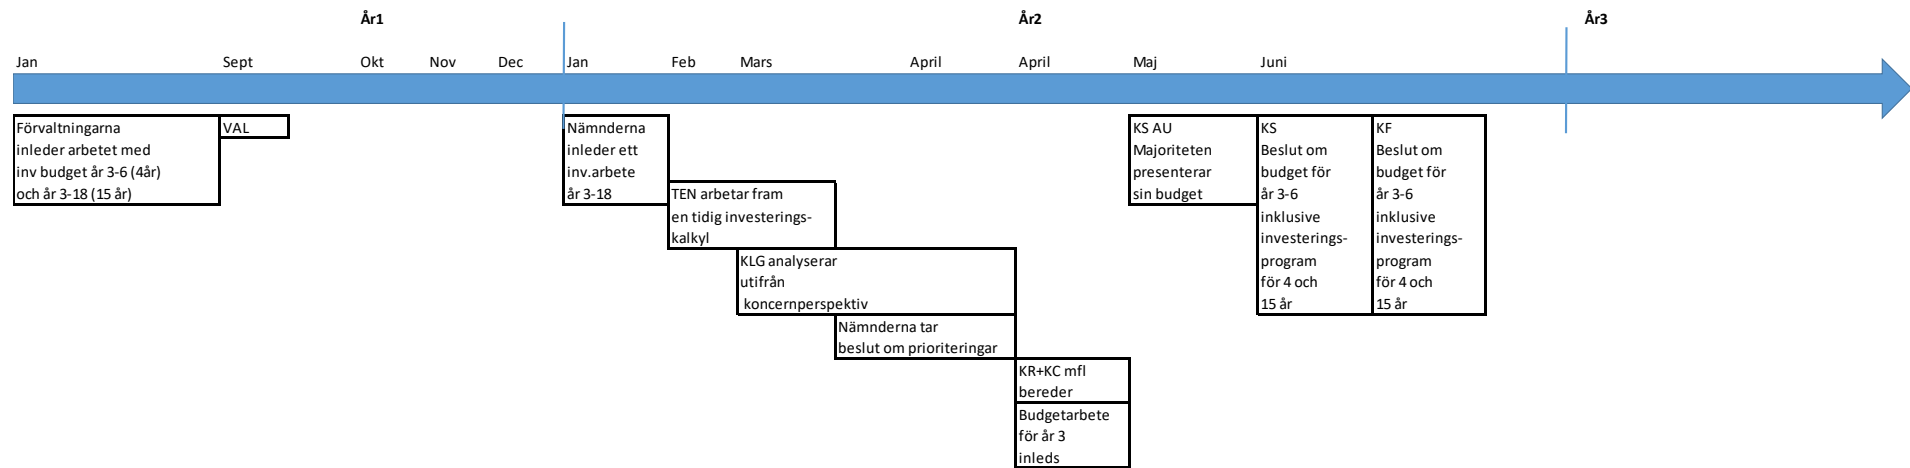 År1 År2 År3
Jan Sept Okt Nov Dec Jan Feb Mars April April Maj Juni
Förvaltningarna
inleder arbetet med
inv budget år 3-6 (4år)
och år 3-18 (15 år)
VAL
Nämnderna
inleder ett
inv.arbete
år 3-18
TEN arbetar fram
en tidig investerings-
kalkyl
KLG analyserar
utifrån
koncernperspektiv
Nämnderna tar
beslut om prioriteringar
KR+KC mfl
bereder
Budgetarbete
för år 3
inleds
KS AU
Majoriteten
presenterar
sin budget
KS
Beslut om
budget för
år 3-6
inklusive
investerings-
program
för 4 och
15 år
KF
Beslut om
budget för
år 3-6
inklusive
investerings-
program
för 4 och
15 år